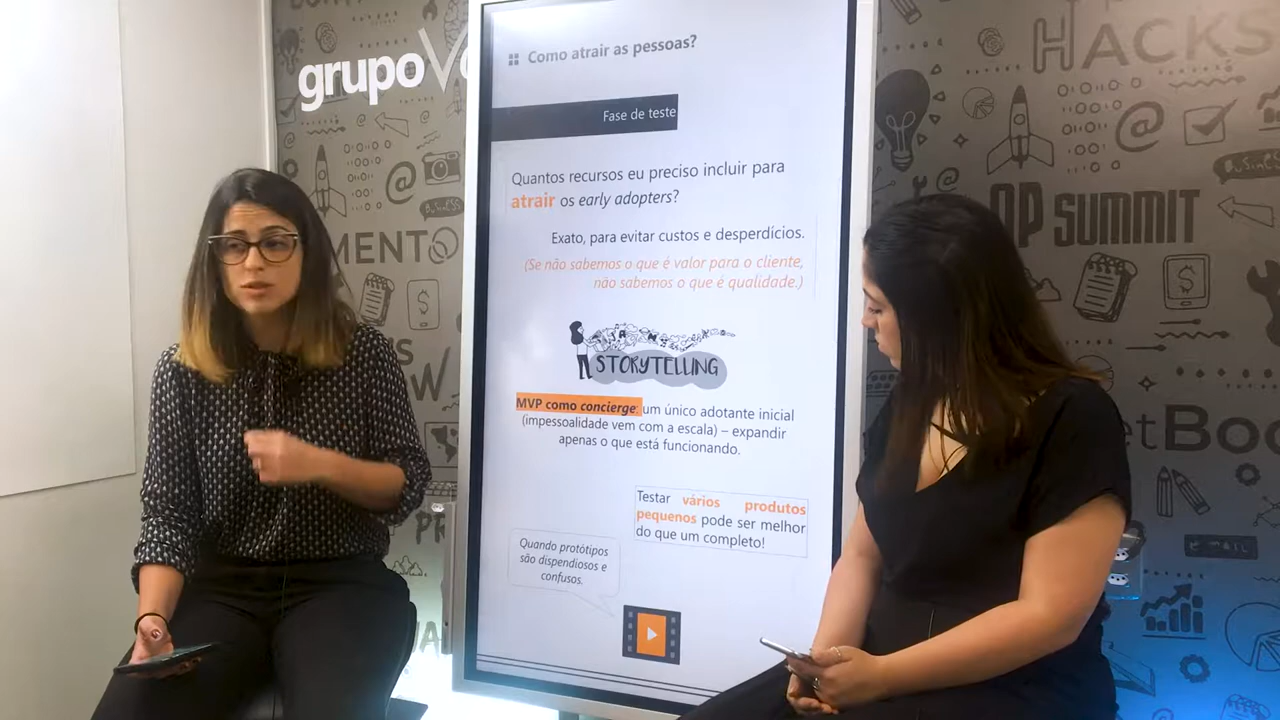 grupoV
HACKS
BUSINESS
OP SUMMIT
MENTO
etBoo
E-MAIL
Como atrair as pessoas?
Fase de teste
Quantos recursos eu preciso incluir para
atrair os early adopters?
Exato, para evitar custos e desperdícios.
(Se não sabemos o que é valor para o cliente,
não sabemos o que é qualidade.)
STORYTELLING
MVP como concierge: um único adotante inicial
(impessoalidade vem com a escala) – expandir
apenas o que está funcionando.
Testar vários produtos
pequenos pode ser melhor
do que um completo!
Quando protótipos
são dispendiosos e
confusos.